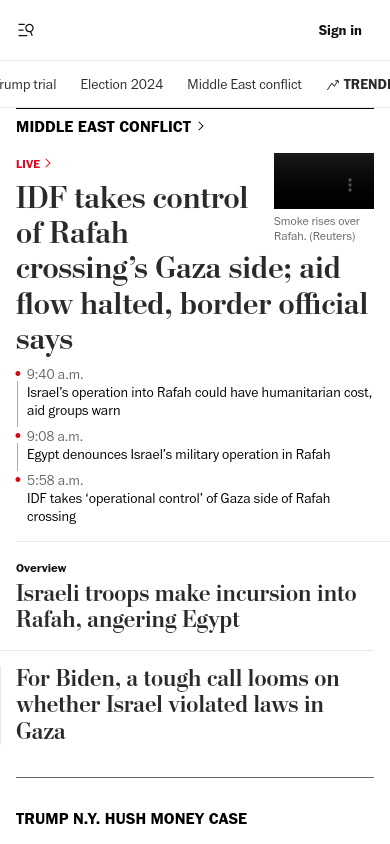 Sign in
rump trial Election 2024 Middle East conflict TREND
MIDDLE EAST CONFLICT
LIVE
IDF takes control
of Rafah
crossing’s Gaza side; aid
flow halted, border official
says
Smoke rises over
Rafah. (Reuters)
9:40 a.m.
Israel’s operation into Rafah could have humanitarian cost,
aid groups warn
9:08 a.m.
Egypt denounces Israel’s military operation in Rafah
5:58 a.m.
IDF takes ‘operational control’ of Gaza side of Rafah
crossing
Overview
Israeli troops make incursion into
Rafah, angering Egypt
For Biden, a tough call looms on
whether Israel violated laws in
Gaza
TRUMP N.Y. HUSH MONEY CASE